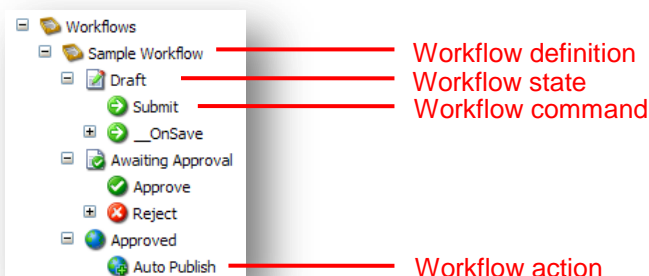 Workflows
Sample Workflow Workflow definition
Draft Workflow state
Submit Workflow command
__OnSave
Awaiting Approval
Approve
Reject
Approved
Auto Publish Workflow action